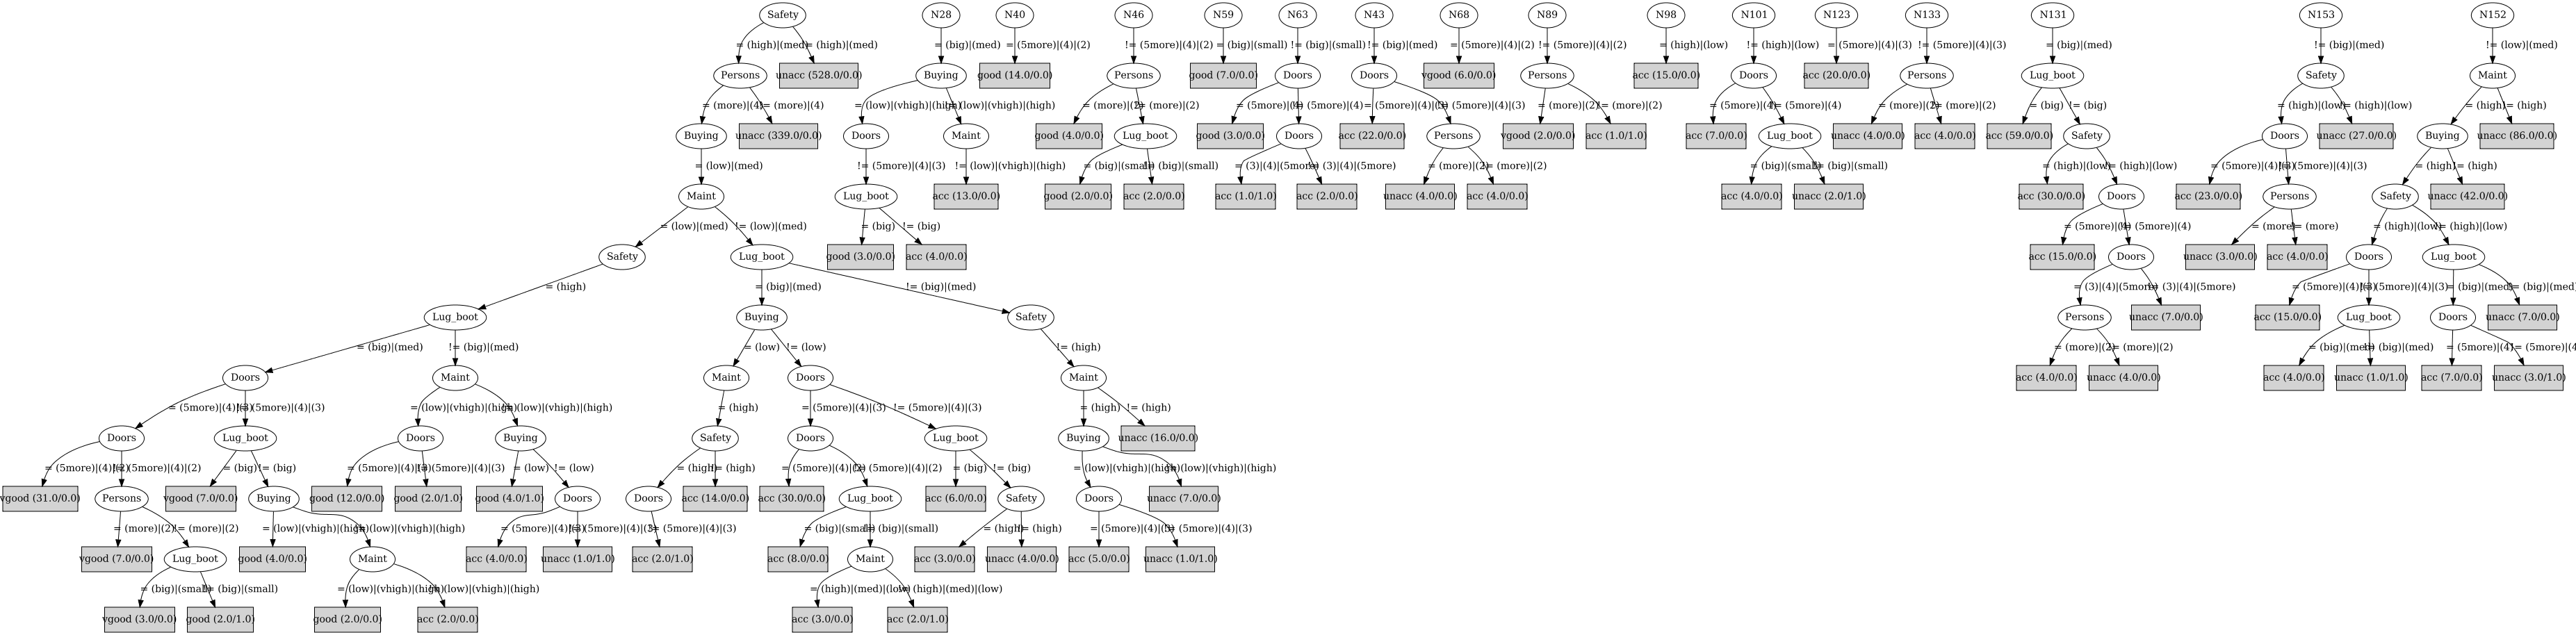 Safety N28 N40 N46 N59 N63 N43 N68 N89 N98 N101 N123 N133 N131 N153 N152
= (high)|(med) != (high)|(med) = (big)|(med) = (5more)|(4)|(2) != (5more)|(4)|(2) = (big)|(small) != (big)|(small) != (big)|(med) = (5more)|(4)|(2) != (5more)|(4)|(2) = (high)|(low) != (high)|(low) = (5more)|(4)|(3) != (5more)|(4)|(3) = (big)|(med) != (big)|(med) != (low)|(med)
Persons unacc (528.0/0.0) Buying good (14.0/0.0) Persons good (7.0/0.0) Doors Doors vgood (6.0/0.0) Persons acc (15.0/0.0) Doors acc (20.0/0.0) Persons Lug_boot Safety Maint
= (more)|(4) != (more)|(4) = (low)|(vhigh)|(high) != (low)|(vhigh)|(high) = (more)|(2) != (more)|(2) = (5more)|(4) != (5more)|(4) = (5more)|(4)|(3) != (5more)|(4)|(3) = (more)|(2) != (more)|(2) = (5more)|(4) != (5more)|(4) = (more)|(2) != (more)|(2) = (big) != (big) = (high)|(low) != (high)|(low) = (high) != (high)
Buying unacc (339.0/0.0) Doors Maint good (4.0/0.0) Lug_boot good (3.0/0.0) Doors acc (22.0/0.0) Persons vgood (2.0/0.0) acc (1.0/1.0) acc (7.0/0.0) Lug_boot unacc (4.0/0.0) acc (4.0/0.0) acc (59.0/0.0) Safety Doors unacc (27.0/0.0) Buying unacc (86.0/0.0)
= (low)|(med) != (5more)|(4)|(3) != (low)|(vhigh)|(high) = (big)|(small) != (big)|(small) = (3)|(4)|(5more) != (3)|(4)|(5more) = (more)|(2) != (more)|(2) = (big)|(small) != (big)|(small) = (high)|(low) != (high)|(low) = (5more)|(4)|(3) != (5more)|(4)|(3) = (high) != (high)
Maint Lug_boot acc (13.0/0.0) good (2.0/0.0) acc (2.0/0.0) acc (1.0/1.0) acc (2.0/0.0) unacc (4.0/0.0) acc (4.0/0.0) acc (4.0/0.0) unacc (2.0/1.0) acc (30.0/0.0) Doors acc (23.0/0.0) Persons Safety unacc (42.0/0.0)
= (low)|(med) != (low)|(med) = (big) != (big) = (5more)|(4) != (5more)|(4) = (more) != (more) = (high)|(low) != (high)|(low)
Safety Lug_boot good (3.0/0.0) acc (4.0/0.0) acc (15.0/0.0) Doors unacc (3.0/0.0) acc (4.0/0.0) Doors Lug_boot
= (high) = (big)|(med) != (big)|(med) = (3)|(4)|(5more) != (3)|(4)|(5more) = (5more)|(4)|(3) != (5more)|(4)|(3) = (big)|(med) != (big)|(med)
Lug_boot Buying Safety Persons unacc (7.0/0.0) acc (15.0/0.0) Lug_boot Doors unacc (7.0/0.0)
= (big)|(med) != (big)|(med) = (low) != (low) != (high) = (more)|(2) != (more)|(2) = (big)|(med) != (big)|(med) = (5more)|(4) != (5more)|(4)
Doors Maint Maint Doors Maint acc (4.0/0.0) unacc (4.0/0.0) acc (4.0/0.0) unacc (1.0/1.0) acc (7.0/0.0) unacc (3.0/1.0)
= (5more)|(4)|(3) != (5more)|(4)|(3) = (low)|(vhigh)|(high) != (low)|(vhigh)|(high) = (high) = (5more)|(4)|(3) != (5more)|(4)|(3) = (high) != (high)
Doors Lug_boot Doors Buying Safety Doors Lug_boot Buying unacc (16.0/0.0)
= (5more)|(4)|(2) != (5more)|(4)|(2) = (big) != (big) = (5more)|(4)|(3) != (5more)|(4)|(3) = (low) != (low) = (high) != (high) = (5more)|(4)|(2) != (5more)|(4)|(2) = (big) != (big) = (low)|(vhigh)|(high) != (low)|(vhigh)|(high)
vgood (31.0/0.0) Persons vgood (7.0/0.0) Buying good (12.0/0.0) good (2.0/1.0) good (4.0/1.0) Doors Doors acc (14.0/0.0) acc (30.0/0.0) Lug_boot acc (6.0/0.0) Safety Doors unacc (7.0/0.0)
= (more)|(2) != (more)|(2) = (low)|(vhigh)|(high) != (low)|(vhigh)|(high) = (5more)|(4)|(3) != (5more)|(4)|(3) = (5more)|(4)|(3) = (big)|(small) != (big)|(small) = (high) != (high) = (5more)|(4)|(3) != (5more)|(4)|(3)
vgood (7.0/0.0) Lug_boot good (4.0/0.0) Maint acc (4.0/0.0) unacc (1.0/1.0) acc (2.0/1.0) acc (8.0/0.0) Maint acc (3.0/0.0) unacc (4.0/0.0) acc (5.0/0.0) unacc (1.0/1.0)
= (big)|(small) != (big)|(small) = (low)|(vhigh)|(high) != (low)|(vhigh)|(high) = (high)|(med)|(low) != (high)|(med)|(low)
vgood (3.0/0.0) good (2.0/1.0) good (2.0/0.0) acc (2.0/0.0) acc (3.0/0.0) acc (2.0/1.0)